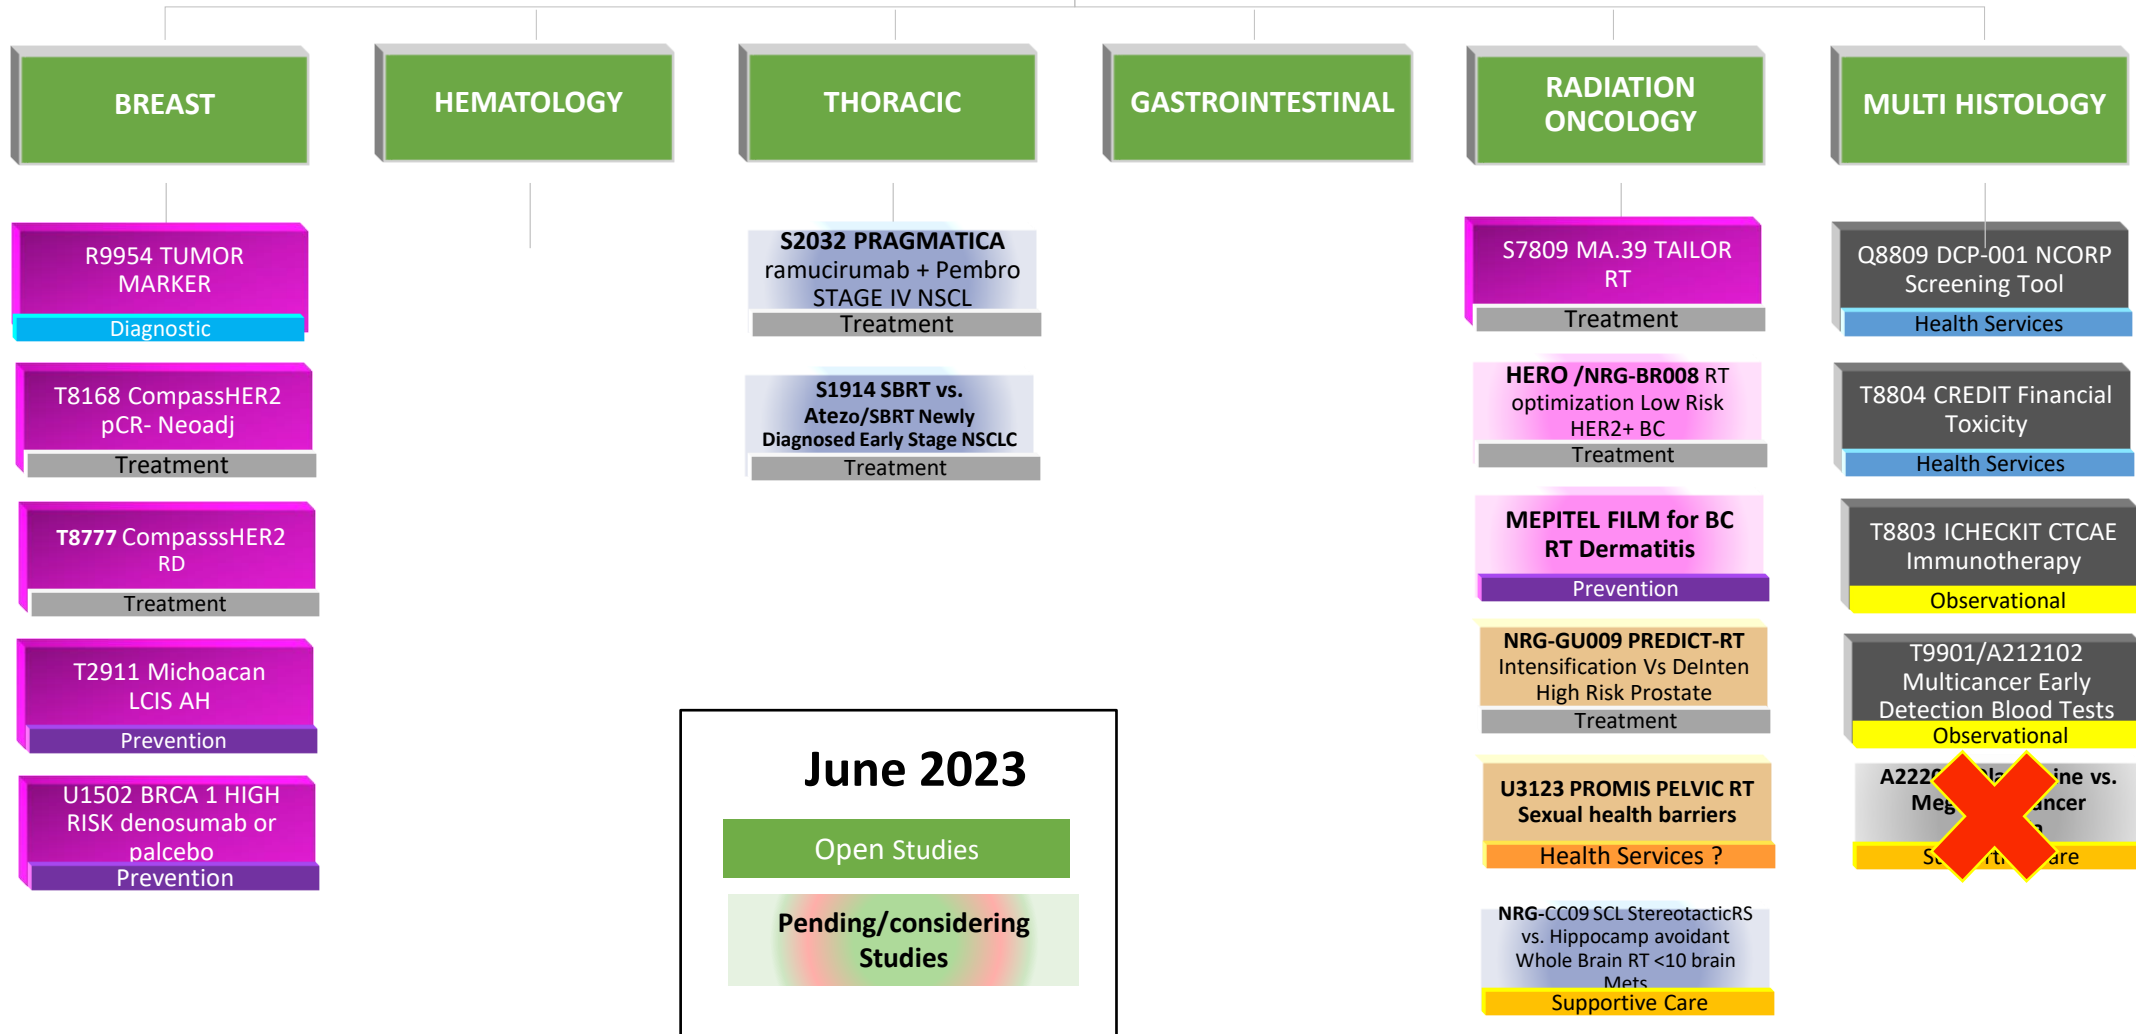 BREAST
R9954 TUMOR
MARKER
Diagnostic
T8168 CompassHER2
pCR- Neoadj
Treatment
T8777 CompasssHER2
RD
Treatment
T2911 Michoacan
LCIS AH
Prevention
U1502 BRCA 1 HIGH
RISK denosumab or
palcebo
Prevention
HEMATOLOGY
THORACIC
S2032 PRAGMATICA
ramucirumab + Pembro
STAGE IV NSCL
Treatment
S1914 SBRT vs.
Atezo/SBRT Newly
Diagnosed Early Stage NSCLC
Treatment
GASTROINTESTINAL
RADIATION
ONCOLOGY
S7809 MA.39 TAILOR
RT
Treatment
HERO /NRG-BR008 RT
optimization Low Risk
HER2+ BC
Treatment
MEPITEL FILM for BC
RT Dermatitis
Prevention
NRG-GU009 PREDICT-RT
Intensification Vs DeInten
High Risk Prostate
Treatment
U3123 PROMIS PELVIC RT
Sexual health barriers
Health Services ?
NRG-CC09 SCL StereotacticRS
vs. Hippocamp avoidant
Whole Brain RT <10 brain
Mets
Supportive Care
MULTI HISTOLOGY
Q8809 DCP-001 NCORP
Screening Tool
Health Services
T8804 CREDIT Financial
Toxicity
Health Services
T8803 ICHECKIT CTCAE
Immunotherapy
Observational
T9901/A212102
Multicancer Early
Detection Blood Tests
Observational
vs.
June 2023
Open Studies
Pending/considering
Studies